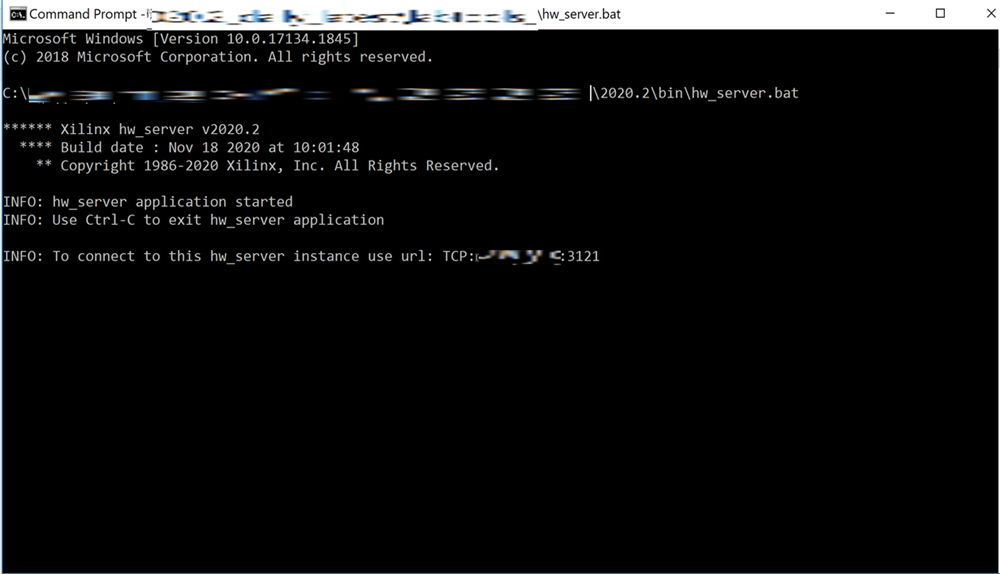 Command Prompt - \hw_server.bat
Microsoft Windows [Version 10.0.17134.1845]
(c) 2018 Microsoft Corporation. All rights reserved.
C:\ \2020.2\bin\hw_server.bat
****** Xilinx hw_server v2020.2
**** Build date : Nov 18 2020 at 10:01:48
** Copyright 1986-2020 Xilinx, Inc. All Rights Reserved.
INFO: hw_server application started
INFO: Use Ctrl-C to exit hw_server application
INFO: To connect to this hw_server instance use url: TCP: :3121